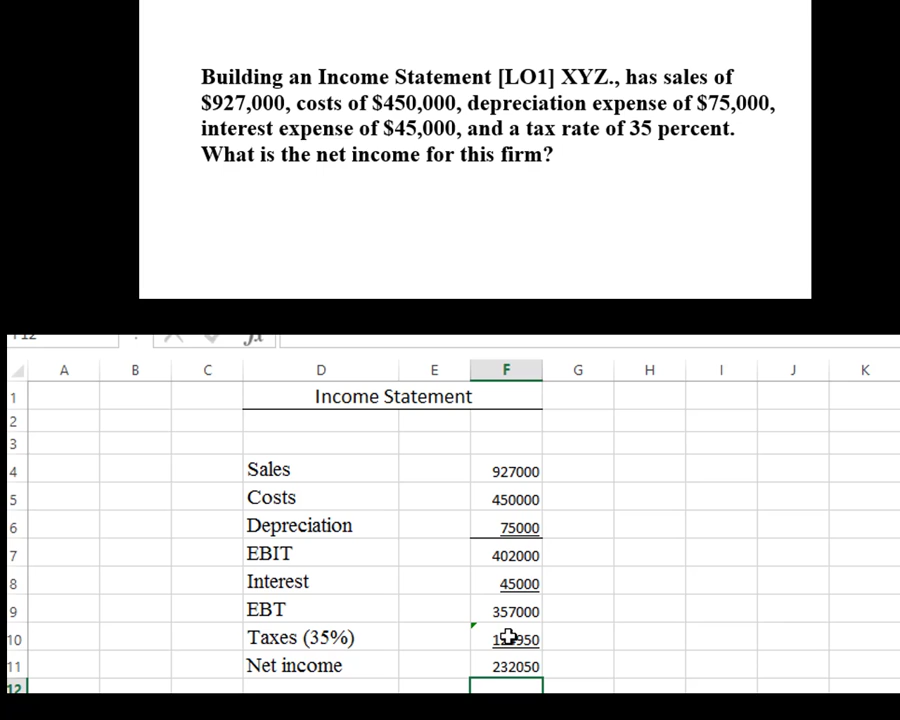 Building an Income Statement [LO1] XYZ., has sales of
$927,000, costs of $450,000, depreciation expense of $75,000,
interest expense of $45,000, and a tax rate of 35 percent.
What is the net income for this firm?
fx
A B C D E F G H I J K
1 Income Statement
2
3
4 Sales 927000
5 Costs 450000
6 Depreciation 75000
7 EBIT 402000
8 Interest 45000
9 EBT 357000
10 Taxes (35%)
11 Net income 232050
12